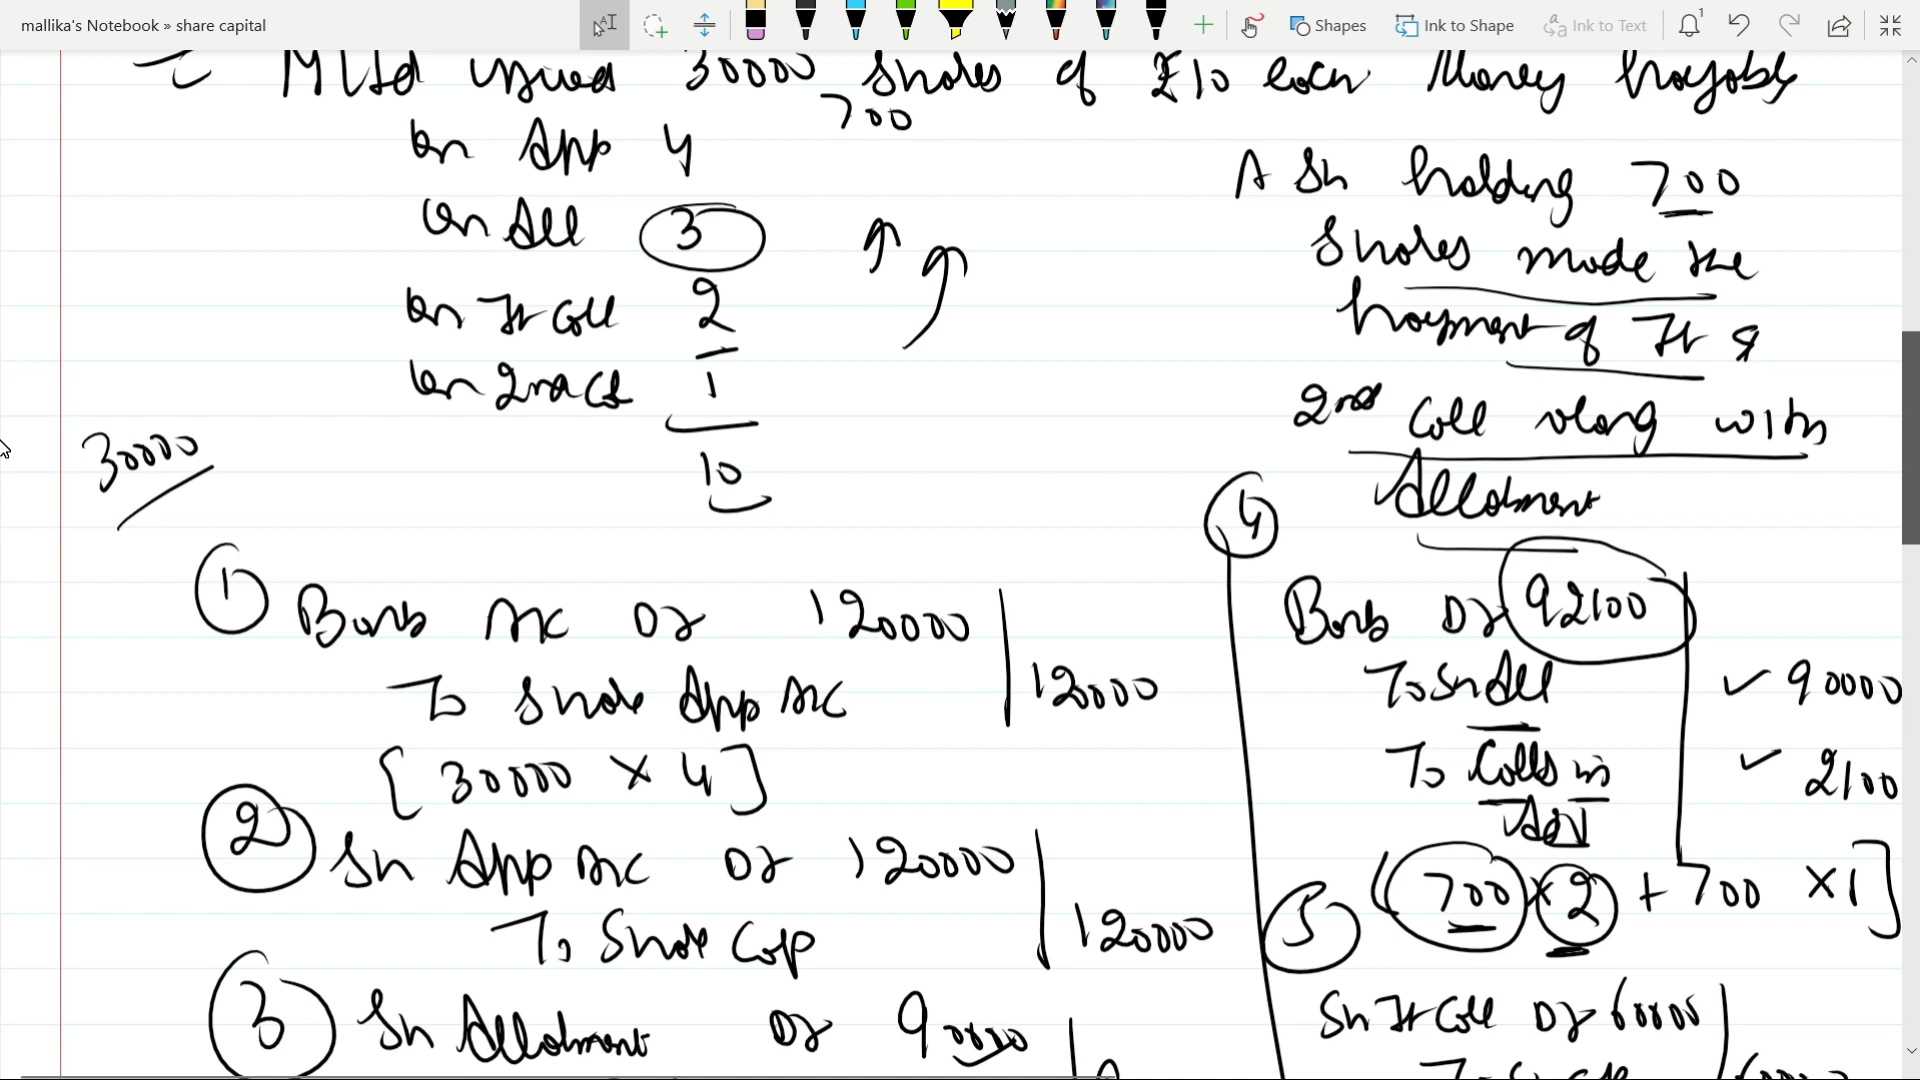 mallika's Notebook » share capital
Shapes
Ink to Shape
Ink to Text
1
M Ltd issued 30000 shares of ₹10 each Money payable
700
on App 4
on All 3
on Ist Call 2
on 2nd Call 1
10
30000
A Sh holding 700
shares made the
payment of Ist &
2nd Call along with
Allotment
① Bank A/c Dr 120000
To Share App A/c 120000
[30000 × 4]
② Sh App A/c Dr 120000
To Share Cap 120000
③ Sh Allotment Dr 90000
④
Bank Dr 92100
To Sh All ✓ 90000
To Calls in ✓ 2100
Adv
(700 × 2 + 700 × 1]
⑤
Sh Ist Call Dr 60000